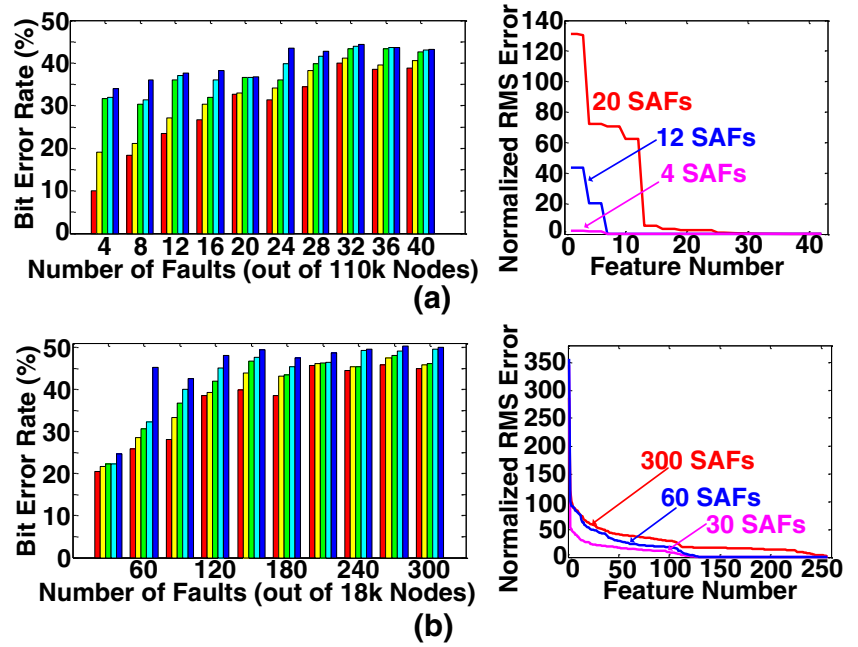 Bit Error Rate (%)
50
40
30
20
10
0
4 8 12 16 20 24 28 32 36 40
Number of Faults (out of 110k Nodes)
Normalized RMS Error
140
120
100
80
60
40
20
0
20 SAFs
12 SAFs
4 SAFs
0 10 20 30 40
Feature Number
(a)
Bit Error Rate (%)
50
40
30
20
10
0
60 120 180 240 300
Number of Faults (out of 18k Nodes)
Normalized RMS Error
350
300
250
200
150
100
50
0
300 SAFs
60 SAFs
30 SAFs
0 50 100 150 200 250
Feature Number
(b)